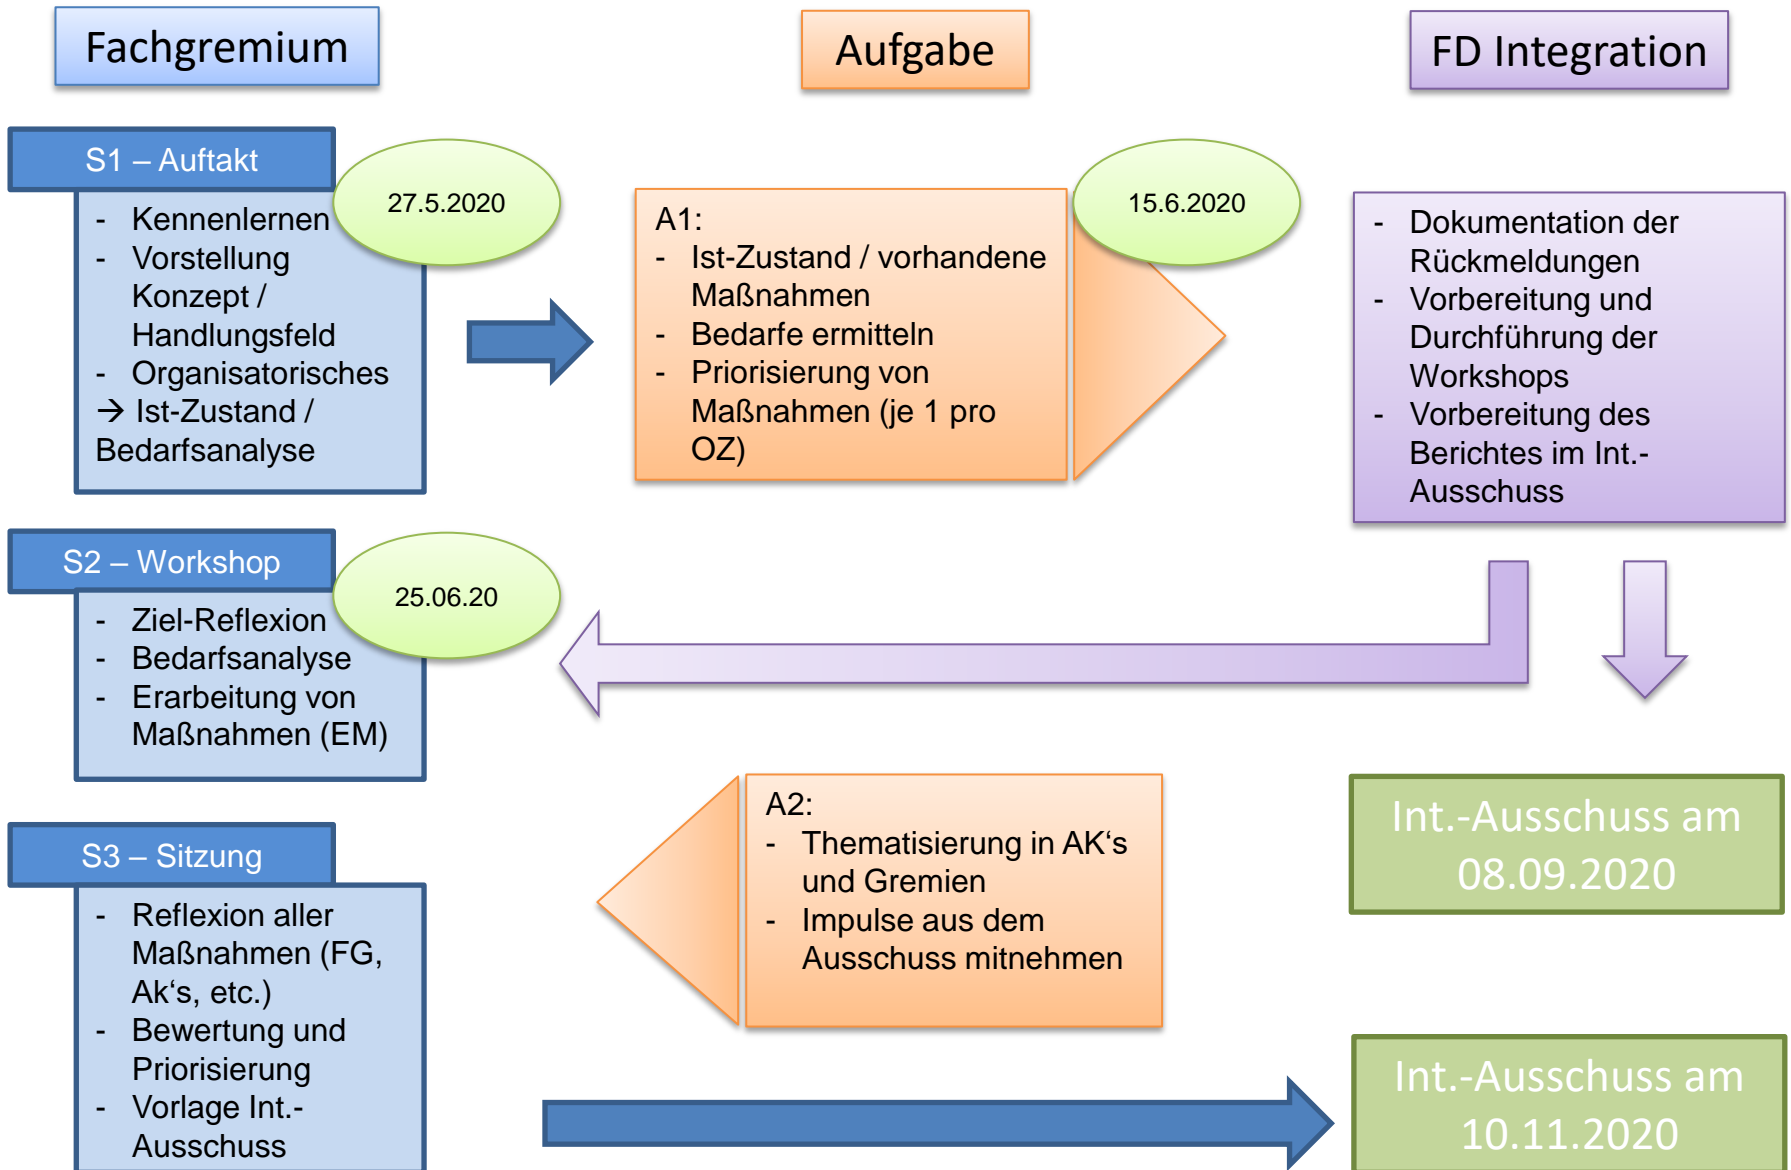 Fachgremium
Aufgabe
FD Integration
S1 – Auftakt
27.5.2020
- Kennenlernen
- Vorstellung
Konzept /
Handlungsfeld
- Organisatorisches
→ Ist-Zustand /
Bedarfsanalyse
A1:
- Ist-Zustand / vorhandene
Maßnahmen
- Bedarfe ermitteln
- Priorisierung von
Maßnahmen (je 1 pro
OZ)
15.6.2020
- Dokumentation der
Rückmeldungen
- Vorbereitung und
Durchführung der
Workshops
- Vorbereitung des
Berichtes im Int.-
Ausschuss
S2 – Workshop
25.06.20
- Ziel-Reflexion
- Bedarfsanalyse
- Erarbeitung von
Maßnahmen (EM)
A2:
- Thematisierung in AK‘s
und Gremien
- Impulse aus dem
Ausschuss mitnehmen
Int.-Ausschuss am
08.09.2020
S3 – Sitzung
- Reflexion aller
Maßnahmen (FG,
Ak‘s, etc.)
- Bewertung und
Priorisierung
- Vorlage Int.-
Ausschuss
Int.-Ausschuss am
10.11.2020